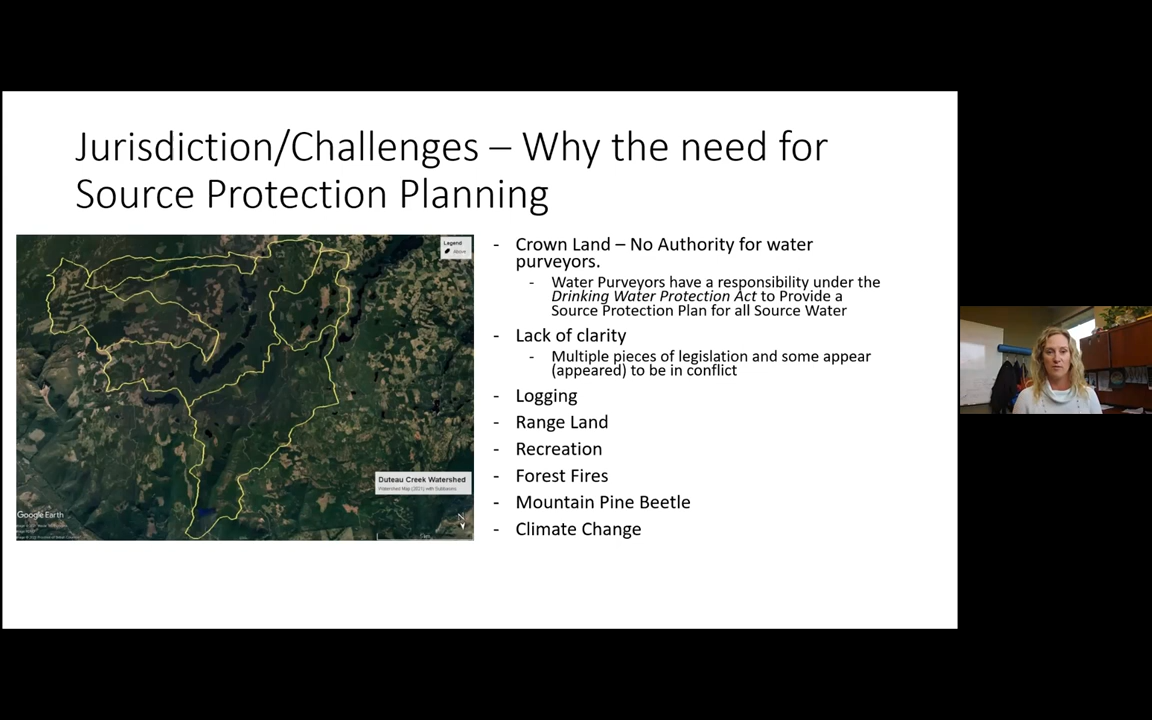 Jurisdiction/Challenges – Why the need for
Source Protection Planning
Legend
- Crown Land – No Authority for water
purveyors.
- Water Purveyors have a responsibility under the
Drinking Water Protection Act to Provide a
Source Protection Plan for all Source Water
- Lack of clarity
- Multiple pieces of legislation and some appear
(appeared) to be in conflict
- Logging
- Range Land
- Recreation
- Forest Fires
- Mountain Pine Beetle
- Climate Change
Duteau Creek Watershed
Google Earth
N